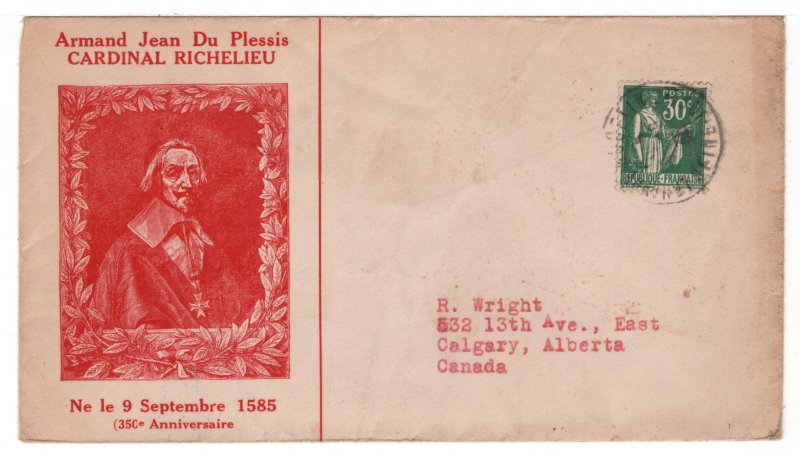 Armand Jean Du Plessis
CARDINAL RICHELIEU
Ne le 9 Septembre 1585
(350e Anniversaire
POSTES
30c
REPUBLIQUE-FRANÇAISE
R. Wright
532 13th Ave., East
Calgary, Alberta
Canada